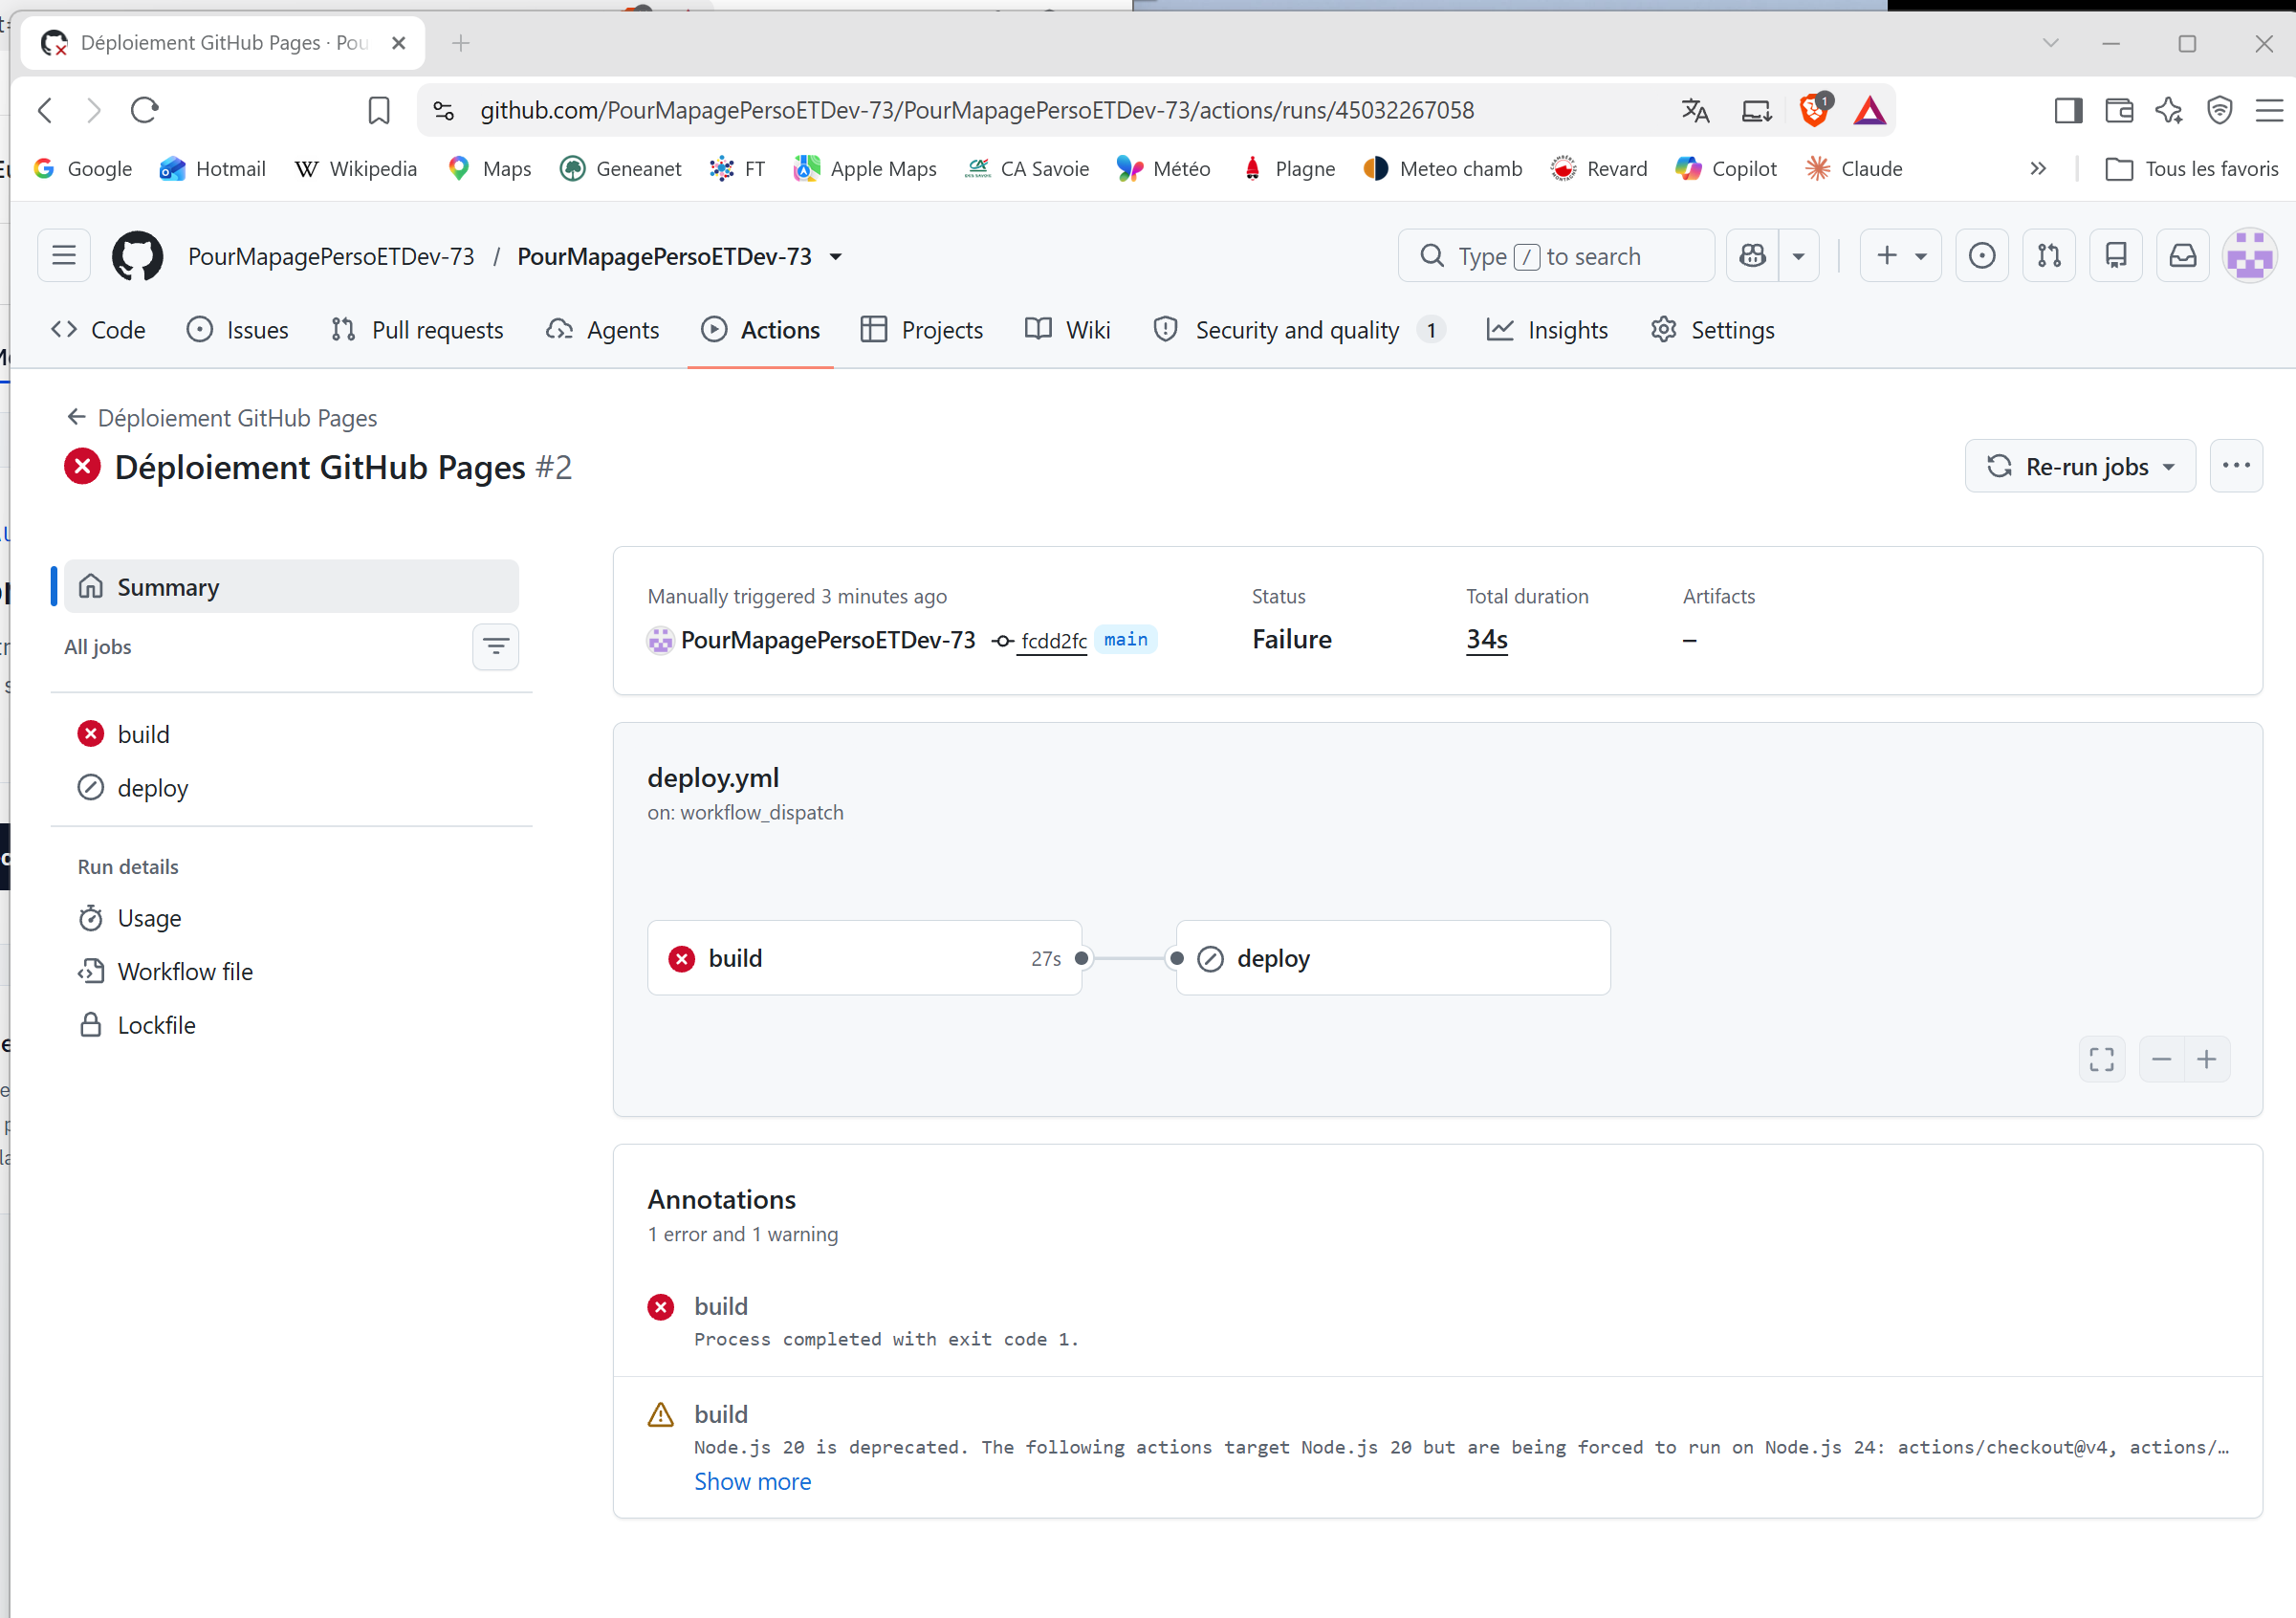 Déploiement GitHub Pages · Pou
github.com/PourMapagePersoETDev-73/PourMapagePersoETDev-73/actions/runs/45032267058
1
Google Hotmail Wikipedia Maps Geneanet FT Apple Maps CA Savoie Météo Plagne Meteo chamb Revard Copilot Claude » Tous les favoris
PourMapagePersoETDev-73 / PourMapagePersoETDev-73
Type / to search
Code Issues Pull requests Agents Actions Projects Wiki Security and quality 1 Insights Settings
Déploiement GitHub Pages
Déploiement GitHub Pages #2
Re-run jobs
Summary
All jobs
build
deploy
Run details
Usage
Workflow file
Lockfile
Manually triggered 3 minutes ago
PourMapagePersoETDev-73 fcdd2fc main
Status
Failure
Total duration
34s
Artifacts
–
deploy.yml
on: workflow_dispatch
build 27s
deploy
Annotations
1 error and 1 warning
build
Process completed with exit code 1.
build
Node.js 20 is deprecated. The following actions target Node.js 20 but are being forced to run on Node.js 24: actions/checkout@v4, actions/…
Show more